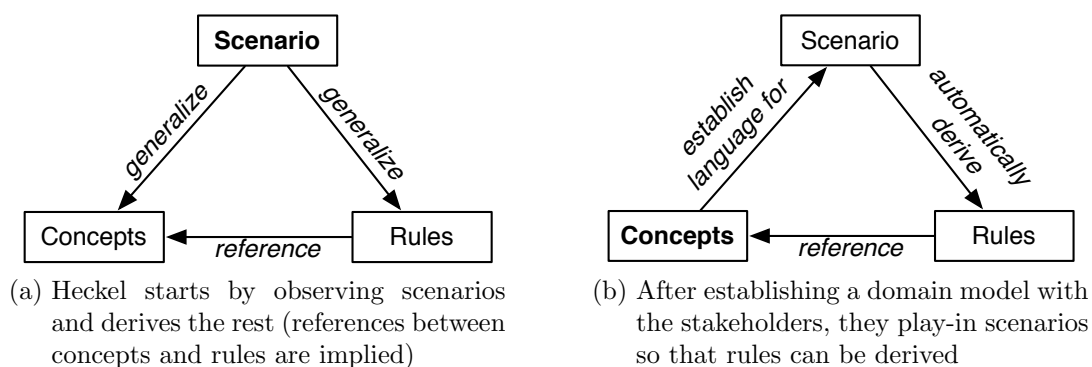 Scenario
generalize
generalize
Concepts
reference
Rules
(a) Heckel starts by observing scenarios
and derives the rest (references between
concepts and rules are implied)
Scenario
establish
language for
automatically
derive
Concepts
reference
Rules
(b) After establishing a domain model with
the stakeholders, they play-in scenarios
so that rules can be derived